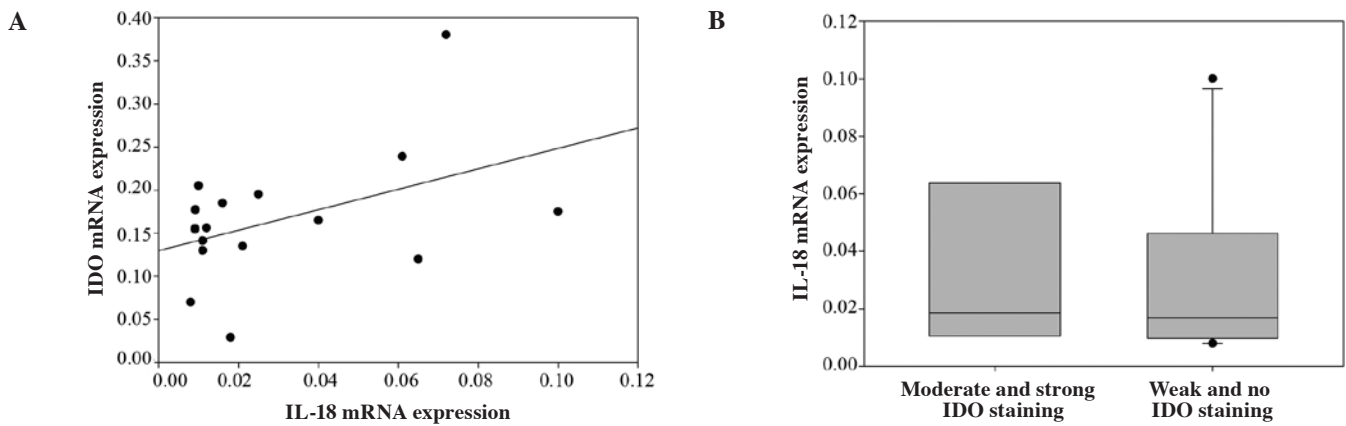 A
0.40
0.35
0.30
0.25
0.20
0.15
0.10
0.05
0.00
IDO mRNA expression
0.00 0.02 0.04 0.06 0.08 0.10 0.12
IL-18 mRNA expression
B
0.12
0.10
0.08
0.06
0.04
0.02
0.00
IL-18 mRNA expression
Moderate and strong
IDO staining
Weak and no
IDO staining